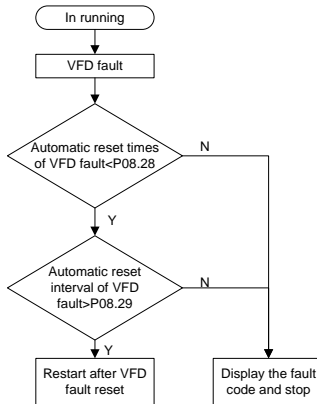 In running
VFD fault
Automatic reset times
of VFD fault<P08.28
N
Y
Automatic reset
interval of VFD
fault>P08.29
N
Y
Restart after VFD
fault reset
Display the fault
code and stop